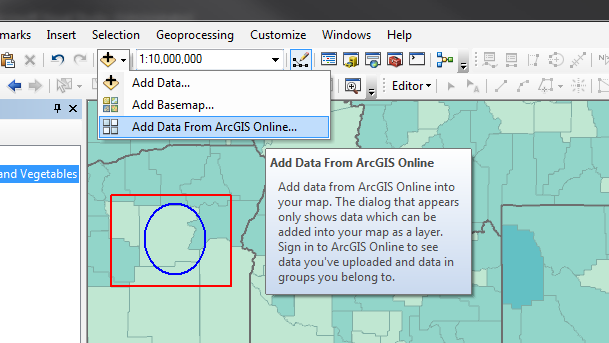 marks Insert Selection Geoprocessing Customize Windows Help
1:10,000,000
Editor
Add Data...
Add Basemap...
Add Data From ArcGIS Online...
Add Data From ArcGIS Online
and Vegetables
Add data from ArcGIS Online into
your map. The dialog that appears
only shows data which can be
added into your map as a layer.
Sign in to ArcGIS Online to see
data you've uploaded and data in
groups you belong to.